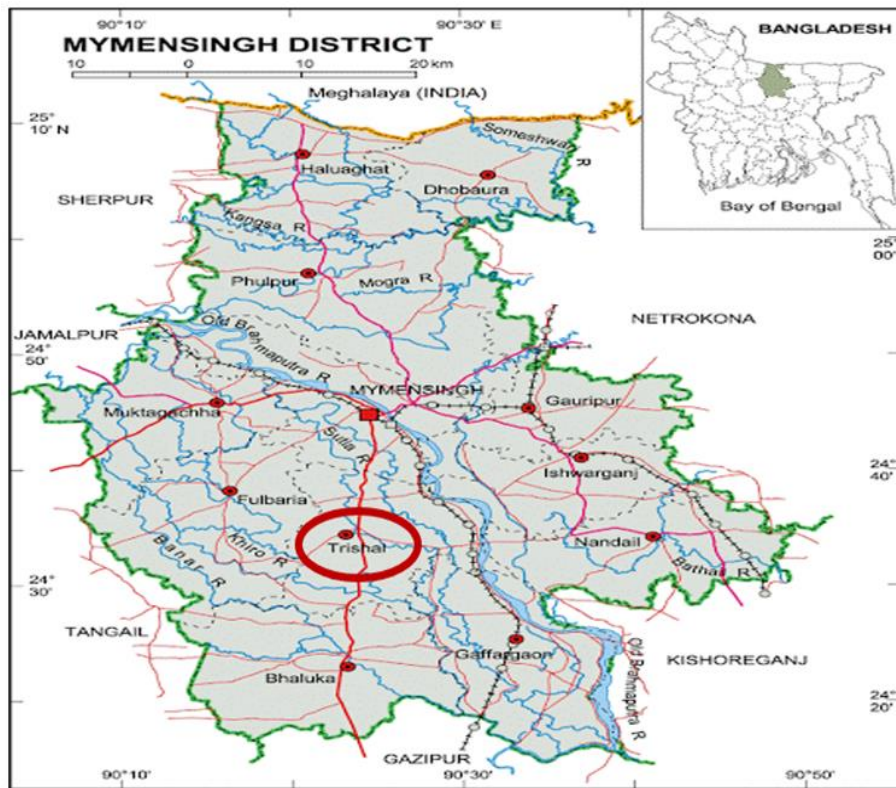 90°10'
90°30' E
MYMENSINGH DISTRICT
10 0 10 20 km
BANGLADESH
Bay of Bengal
Meghalaya (INDIA)
25°
10' N
Someshwari R
Haluaghat
Dhobaura
SHERPUR
Kangsa R
25°
00'
Phulpur
Mogra R
JAMALPUR
Old Brahmaputra R
NETROKONA
24°
50'
MYMENSINGH
Muktagachha
Gauripur
Sutia R
Ishwarganj
24°
40'
Fulbaria
Trishal
Nandail
Khiro R
Banar R
Bathail R
24°
30'
TANGAIL
Gaffargaon
Old Brahmaputra R
KISHOREGANJ
Bhaluka
24°
20'
GAZIPUR
90°10'
90°30'
90°50'